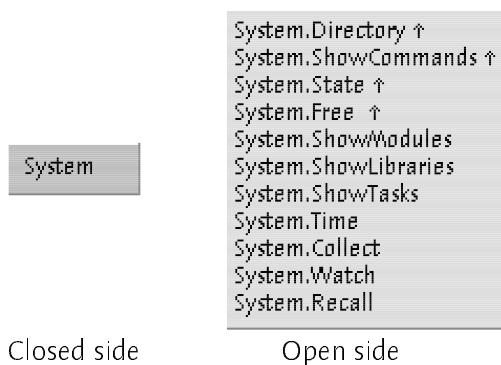 System
System.Directory ↑
System.ShowCommands ↑
System.State ↑
System.Free ↑
System.ShowModules
System.ShowLibraries
System.ShowTasks
System.Time
System.Collect
System.Watch
System.Recall
Closed side
Open side